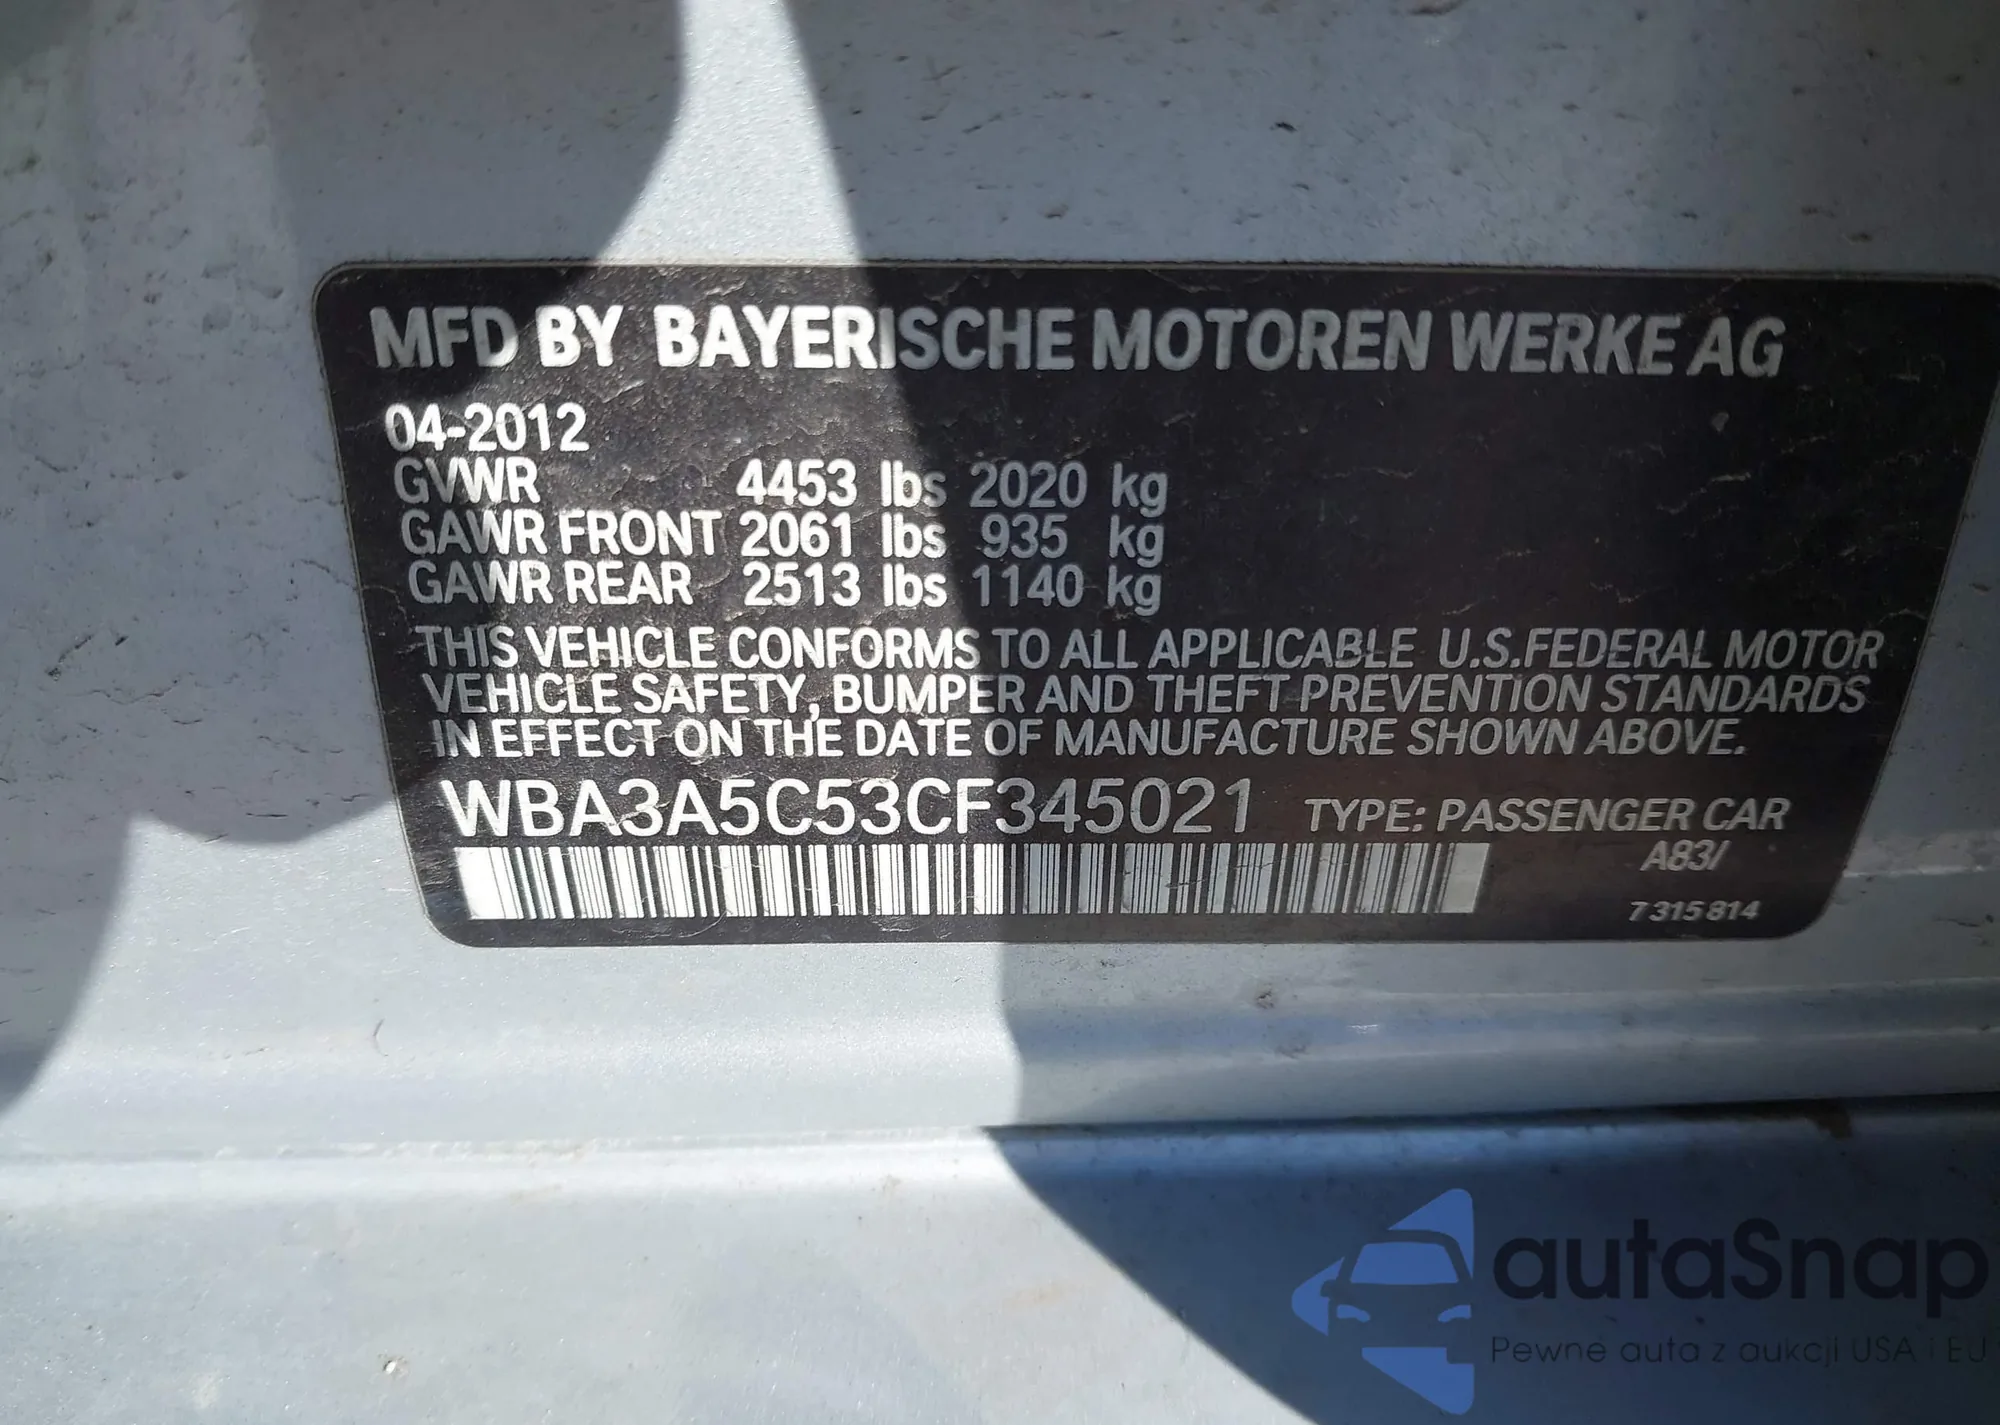 MFD BY BAYERISCHE MOTOREN WERKE AG
04-2012
GVWR 4453 lbs 2020 kg
GAWR FRONT 2061 lbs 935 kg
GAWR REAR 2513 lbs 1140 kg
THIS VEHICLE CONFORMS TO ALL APPLICABLE U.S.FEDERAL MOTOR
VEHICLE SAFETY, BUMPER AND THEFT PREVENTION STANDARDS
IN EFFECT ON THE DATE OF MANUFACTURE SHOWN ABOVE.
WBA3A5C53CF345021 TYPE: PASSENGER CAR
A83/
7 315 814
autaSnap
Pewne auta z aukcji USA i EU